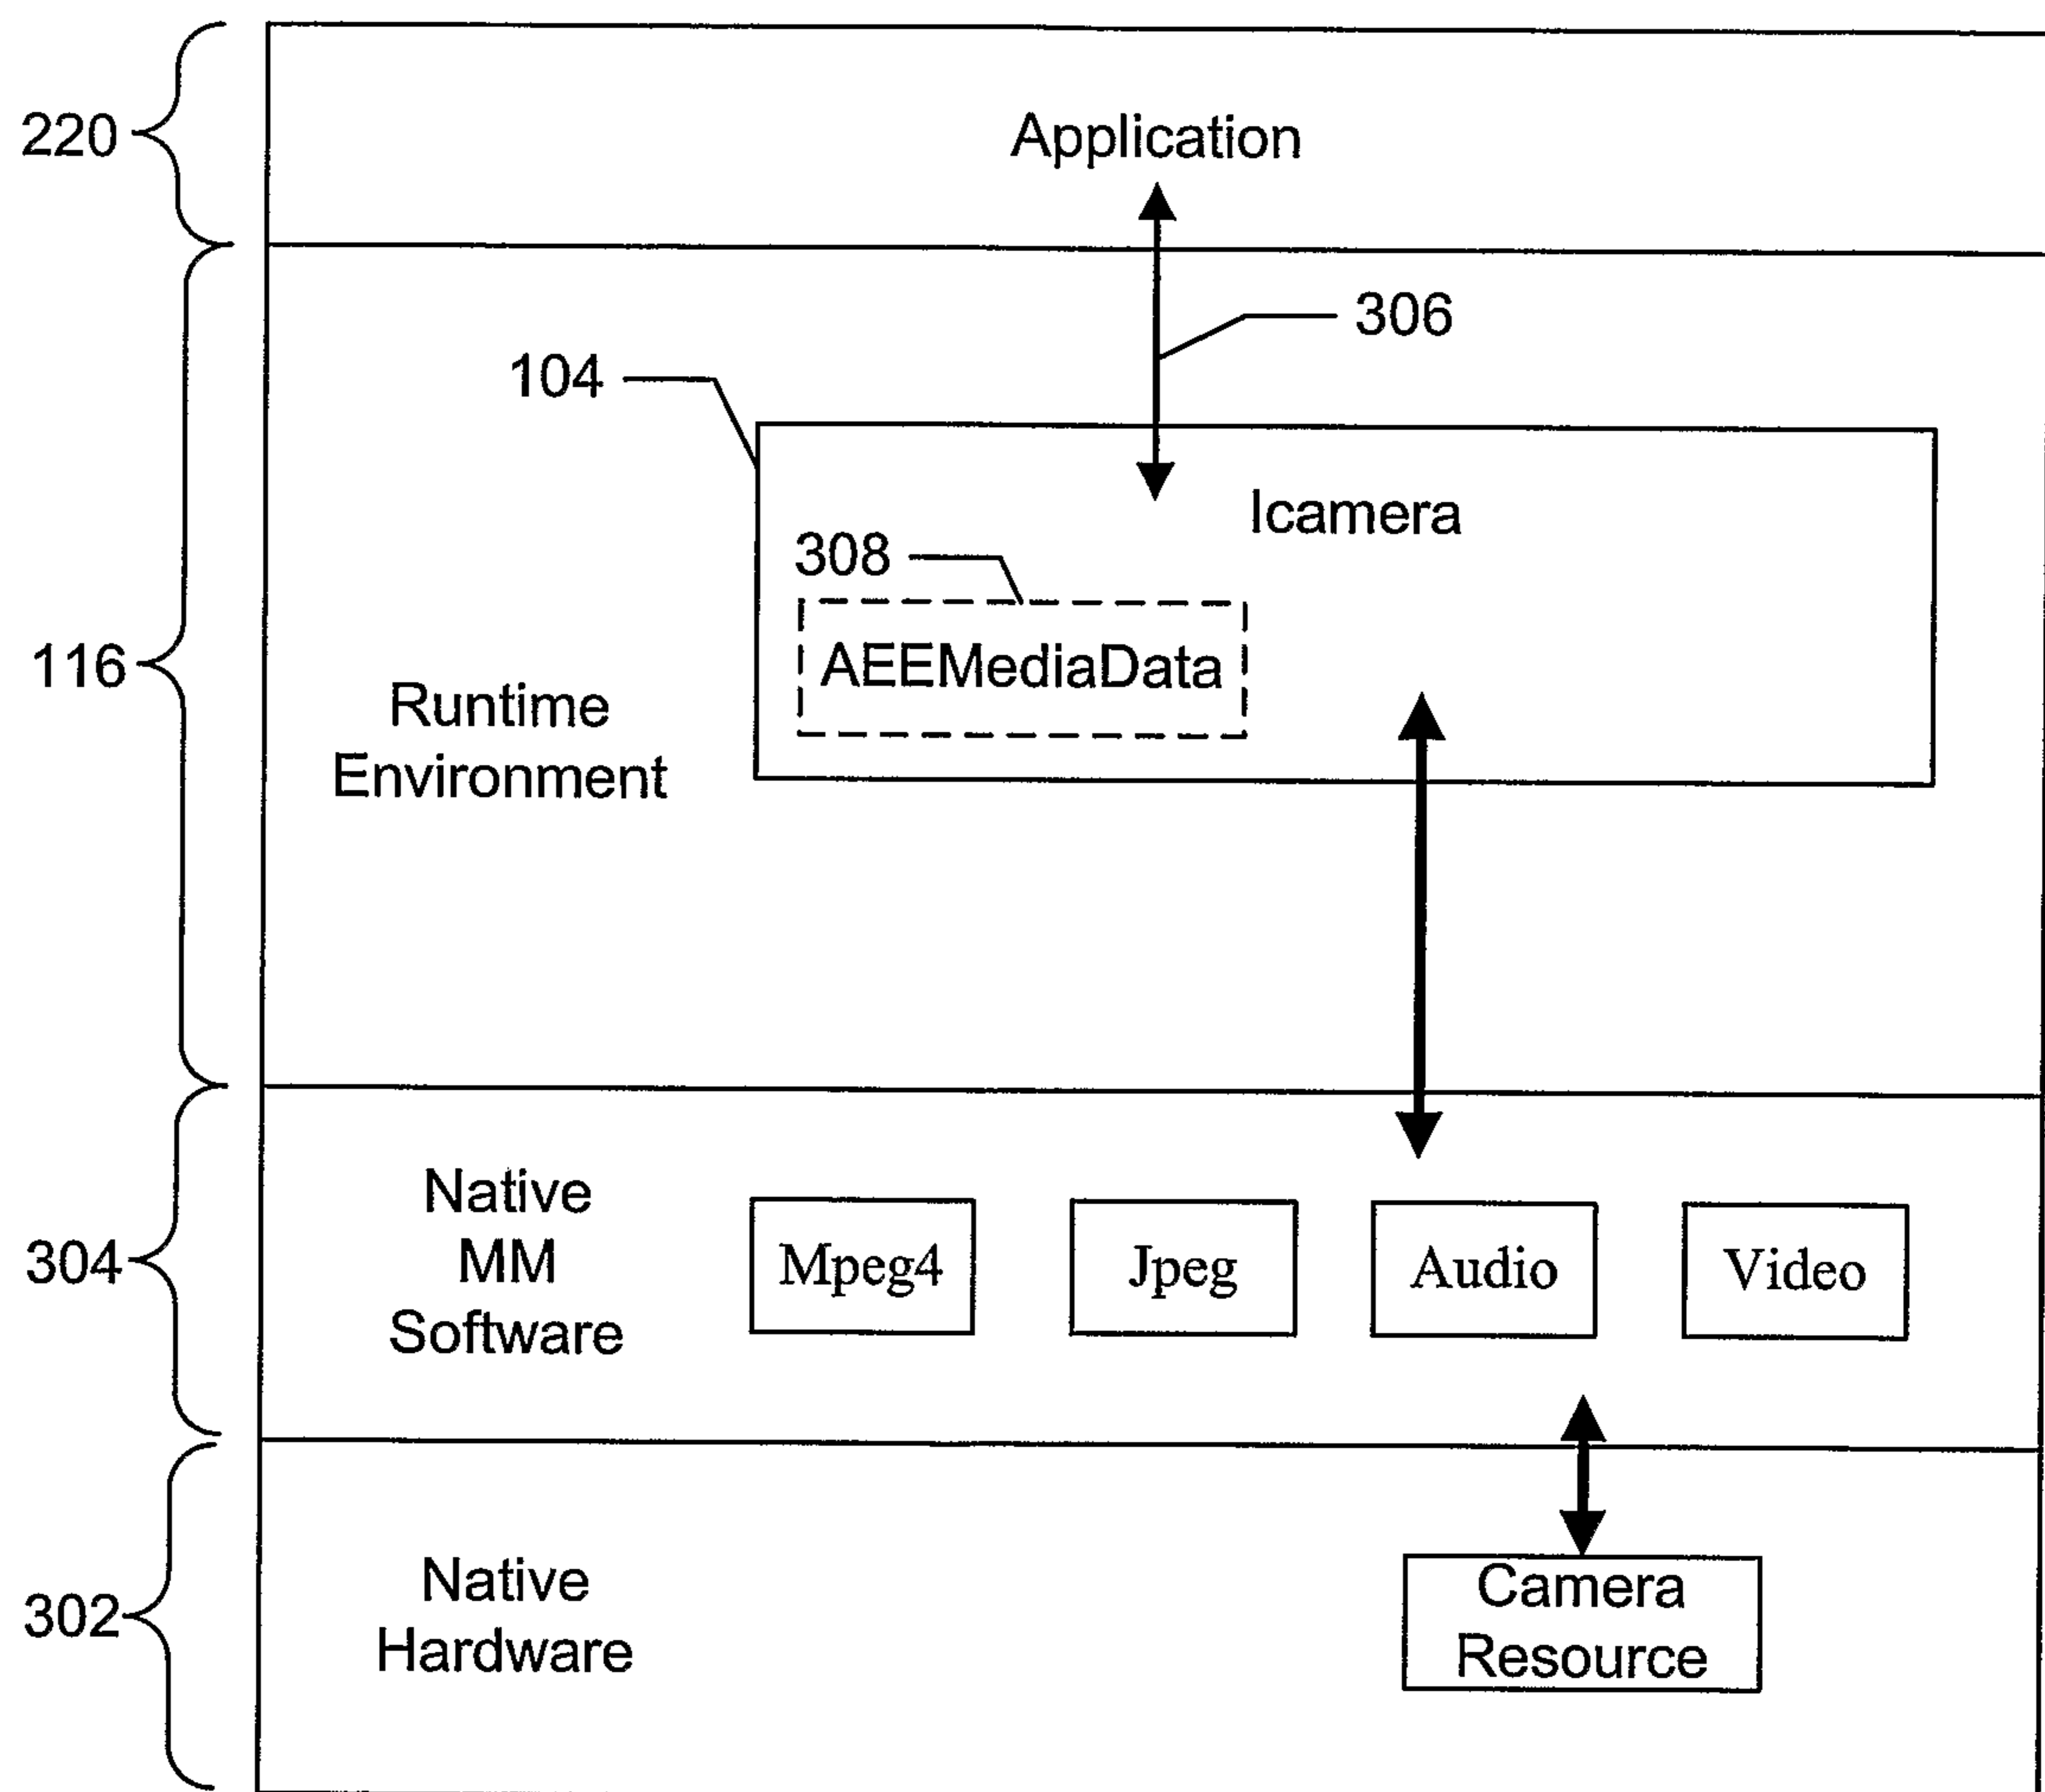 220
Application
306
104
Icamera
308
AEEMediaData
116
Runtime
Environment
Native
MM
Software
304
Mpeg4
Jpeg
Audio
Video
302
Native
Hardware
Camera
Resource